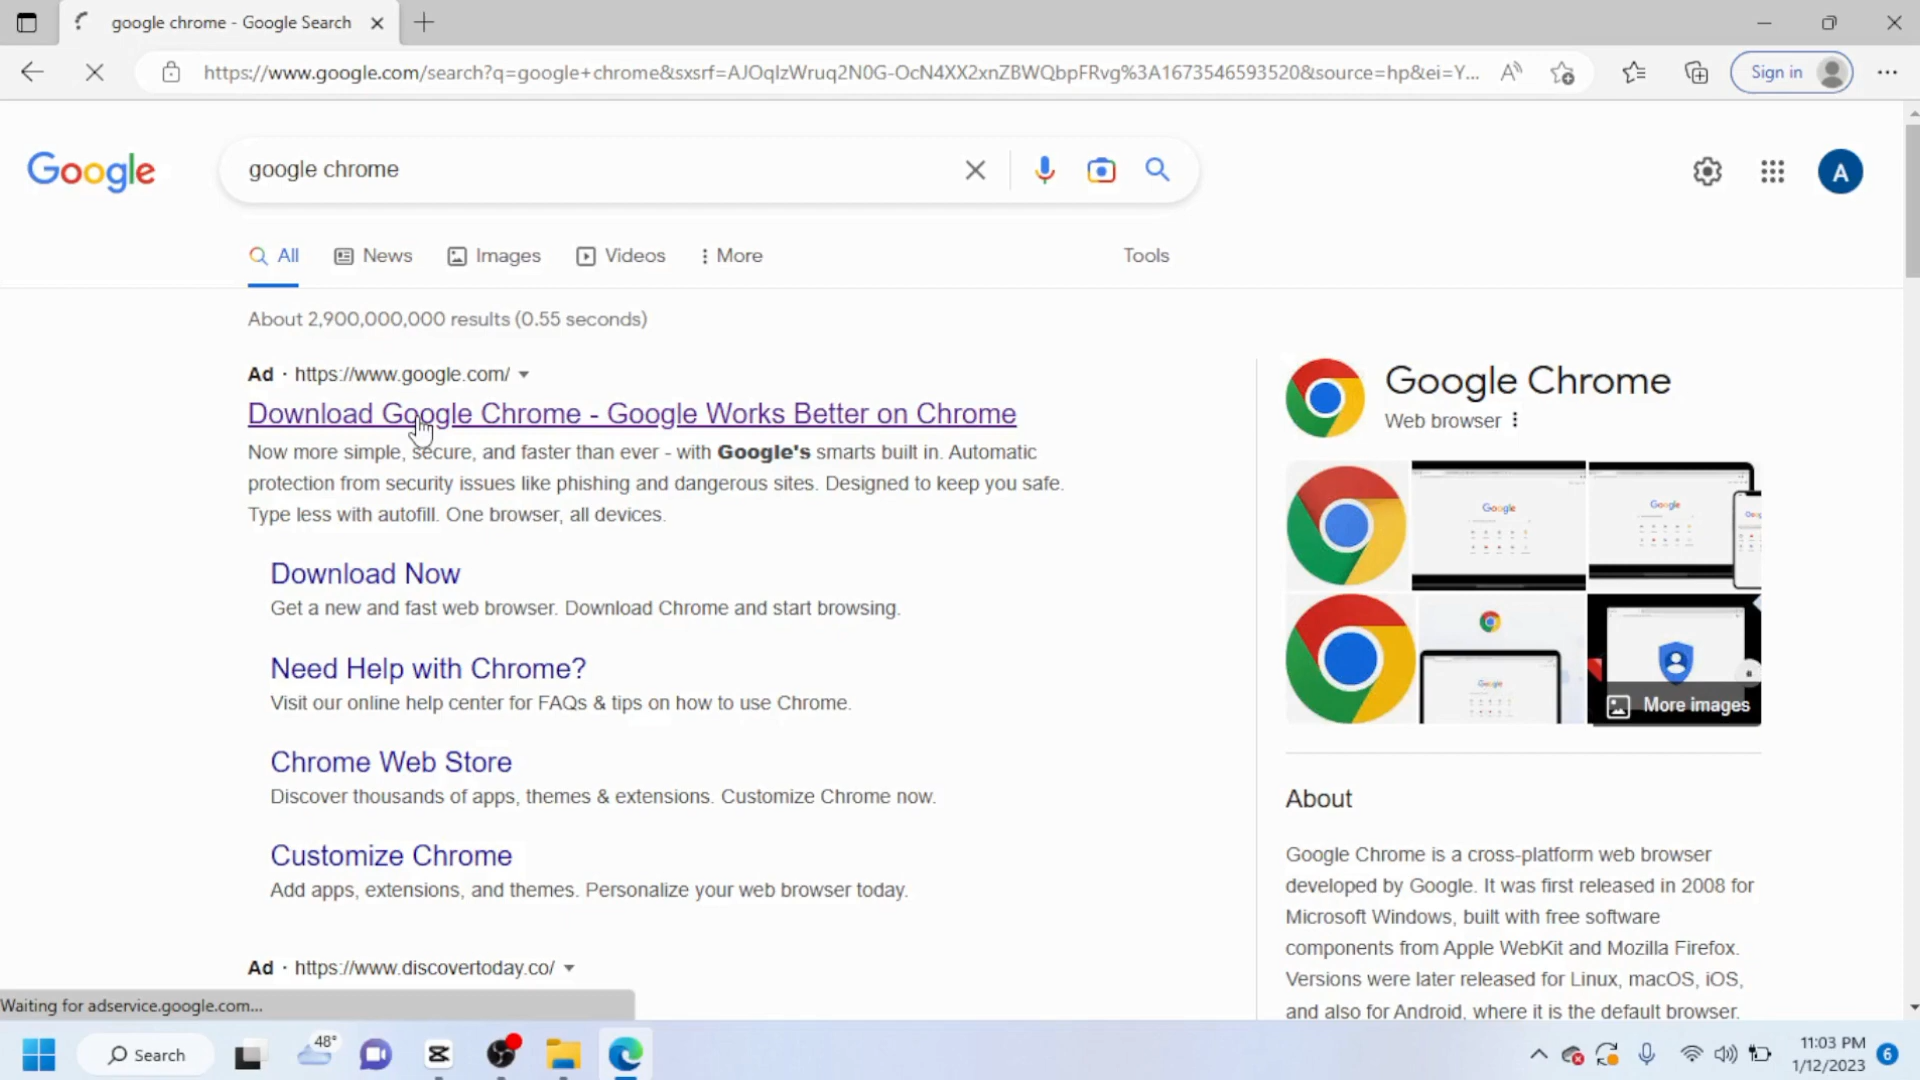 google chrome - Google Search
https://www.google.com/search?q=google+chrome&sxsrf=AJOqlzWruq2N0G-OcN4XX2xnZBWQbpFRvg%3A1673546593520&source=hp&ei=Y...
Sign in
Google
google chrome
A
All
News
Images
Videos
More
Tools
About 2,900,000,000 results (0.55 seconds)
Ad · https://www.google.com/
Download Google Chrome - Google Works Better on Chrome
Now more simple, secure, and faster than ever - with Google's smarts built in. Automatic
protection from security issues like phishing and dangerous sites. Designed to keep you safe.
Type less with autofill. One browser, all devices.
Download Now
Get a new and fast web browser. Download Chrome and start browsing.
Need Help with Chrome?
Visit our online help center for FAQs & tips on how to use Chrome.
Chrome Web Store
Discover thousands of apps, themes & extensions. Customize Chrome now.
Customize Chrome
Add apps, extensions, and themes. Personalize your web browser today.
Ad · https://www.discovertoday.co/
Google Chrome
Web browser
Google
Google
Google
More images
About
Google Chrome is a cross-platform web browser
developed by Google. It was first released in 2008 for
Microsoft Windows, built with free software
components from Apple WebKit and Mozilla Firefox.
Versions were later released for Linux, macOS, iOS,
and also for Android, where it is the default browser.
Waiting for adservice.google.com...
Search
48°
11:03 PM
1/12/2023
6